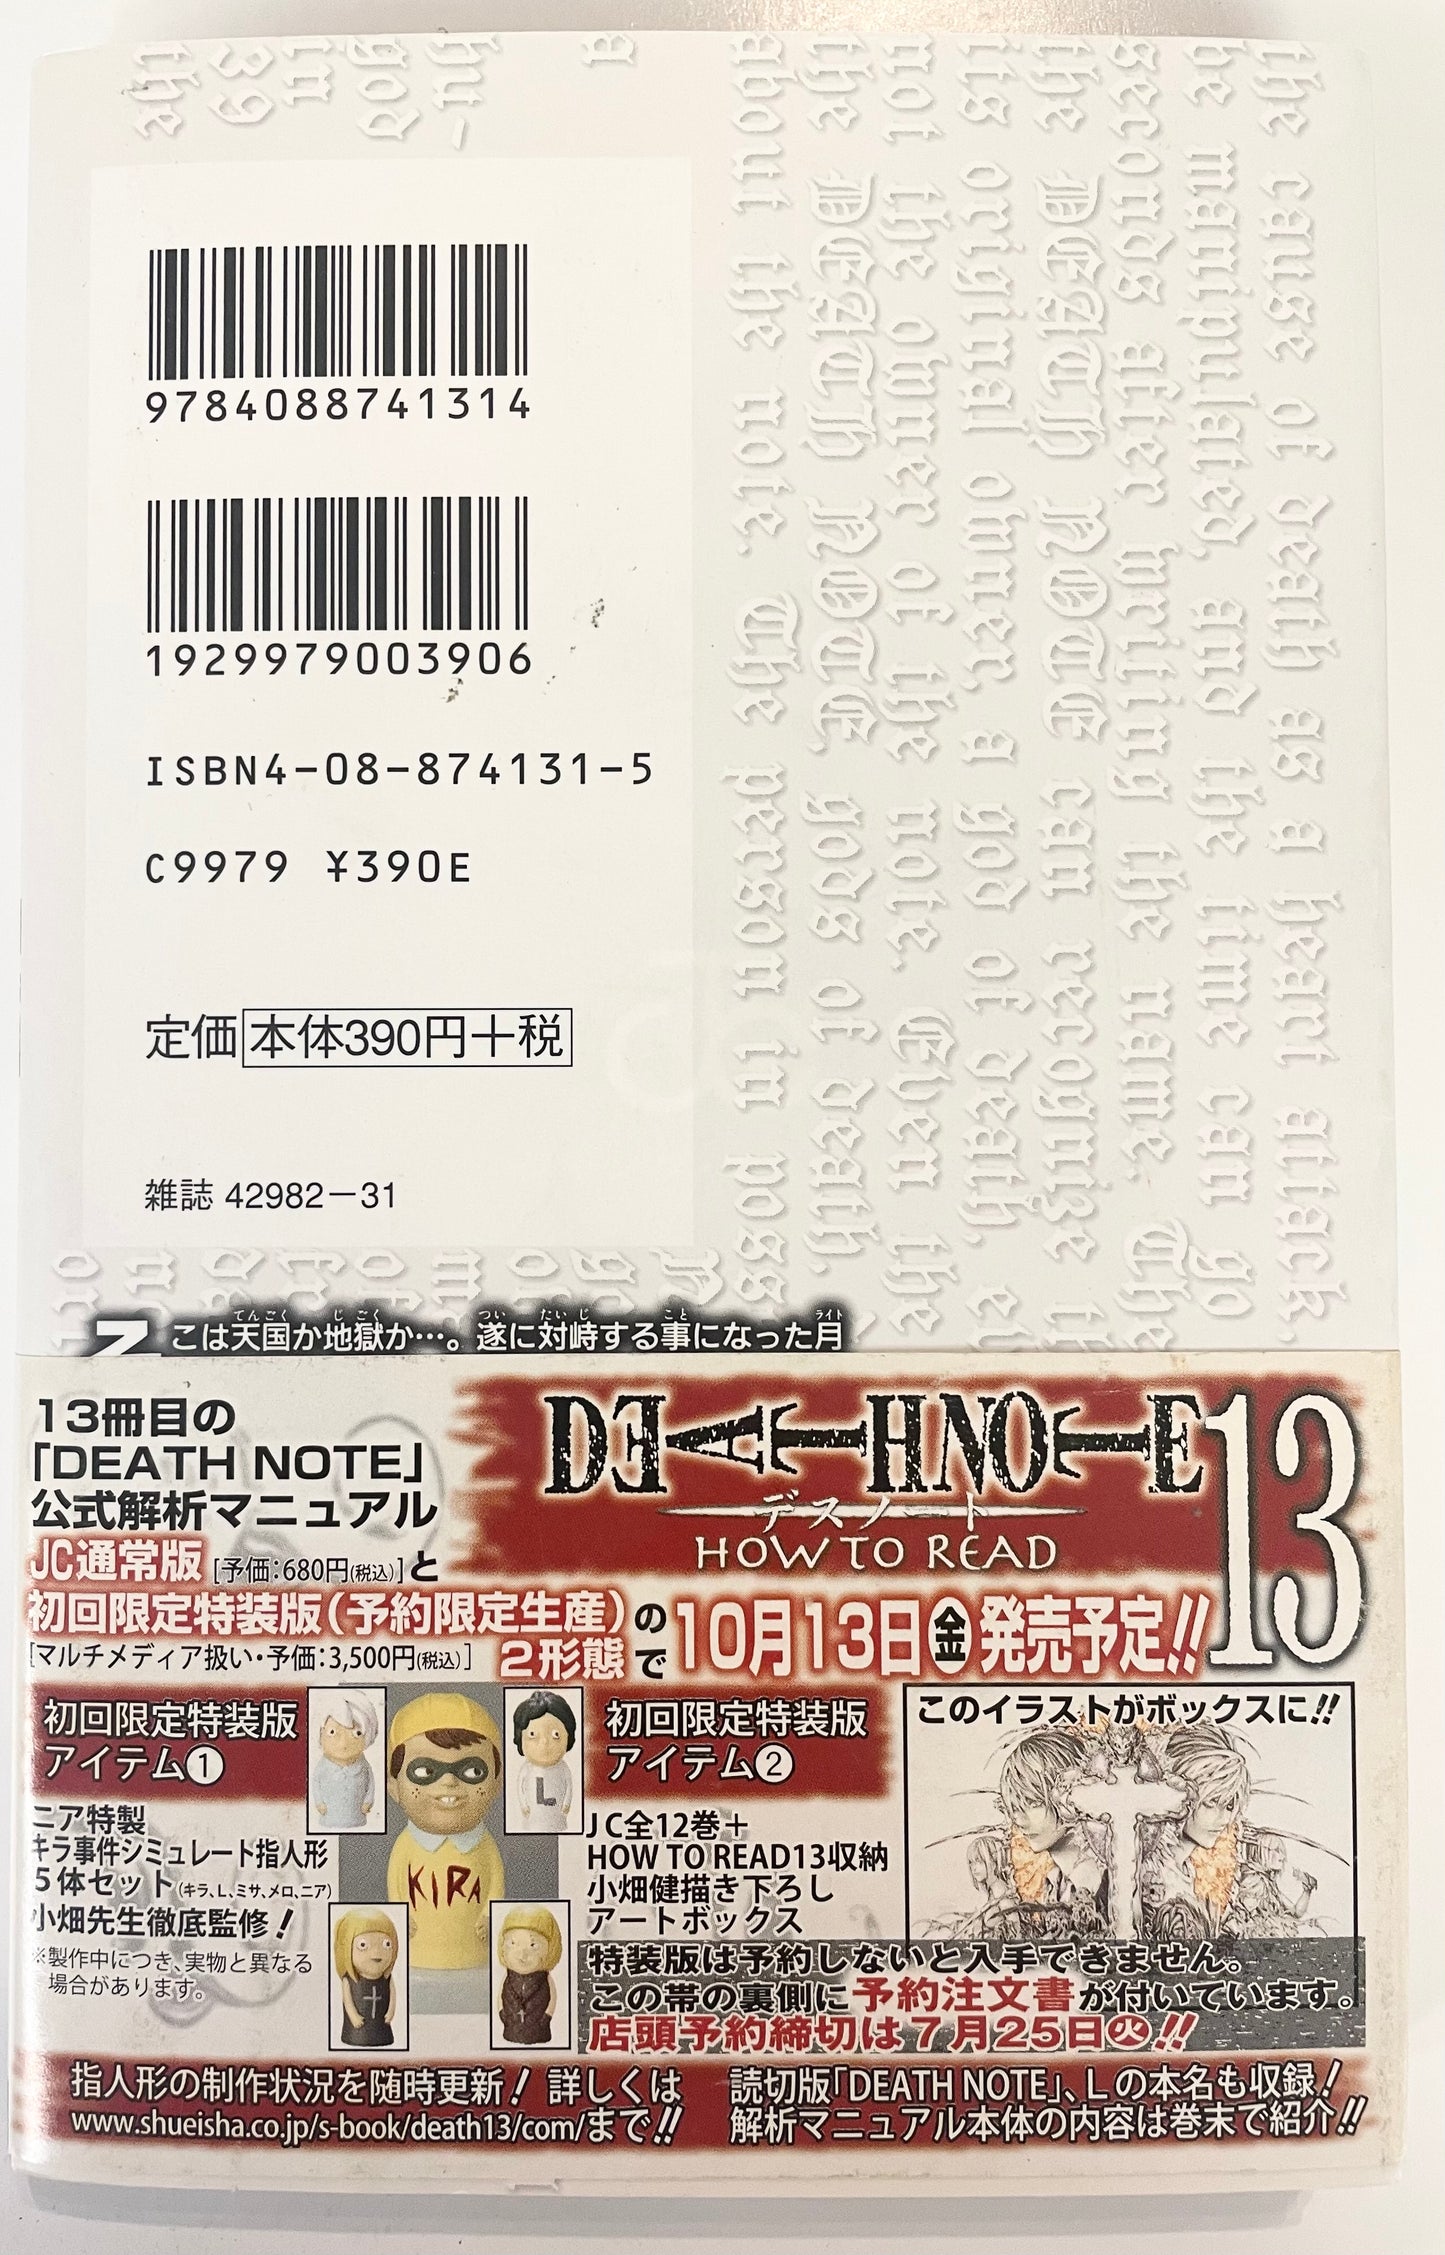 9784088741314
1929979003906
ISBN4-08-874131-5
C9979 ¥390E
定価 本体390円+税
雑誌 42982-31
the cause of death as a heart attack,
be manipulated, and the time can go
seconds after writing the name. The
DEATH NOTE can recognize
its original owner, a god of death,
not the owner of the note. Even the
the DEATH NOTE, gods of death,
about the note. The person in poss
こは天国か地獄か…。遂に対峙する事になった月
てんごく じごく つい たいじ こと ライト
13冊目の
「DEATH NOTE」
公式解析マニュアル
JC通常版[予価:680円(税込)]と
初回限定特装版(予約限定生産)の
[マルチメディア扱い・予価:3,500円(税込)] 2形態で
10月13日金発売予定!!
DEATH NOTE
デスノート
HOW TO READ
13
初回限定特装版
アイテム①
ニア特製
キラ事件シミュレート指人形
5体セット(キラ、L、ミサ、メロ、ニア)
小畑先生徹底監修!
※製作中につき、実物と異なる
場合があります。
L
KIRA
初回限定特装版
アイテム②
JC全12巻+
HOW TO READ13収納
小畑健描き下ろし
アートボックス
このイラストがボックスに!!
特装版は予約しないと入手できません。
この帯の裏側に予約注文書が付いています。
店頭予約締切は7月25日火!!
指人形の制作状況を随時更新! 詳しくは
www.shueisha.co.jp/s-book/death13/com/まで!!
読切版「DEATH NOTE」、Lの本名も収録!
解析マニュアル本体の内容は巻末で紹介!!